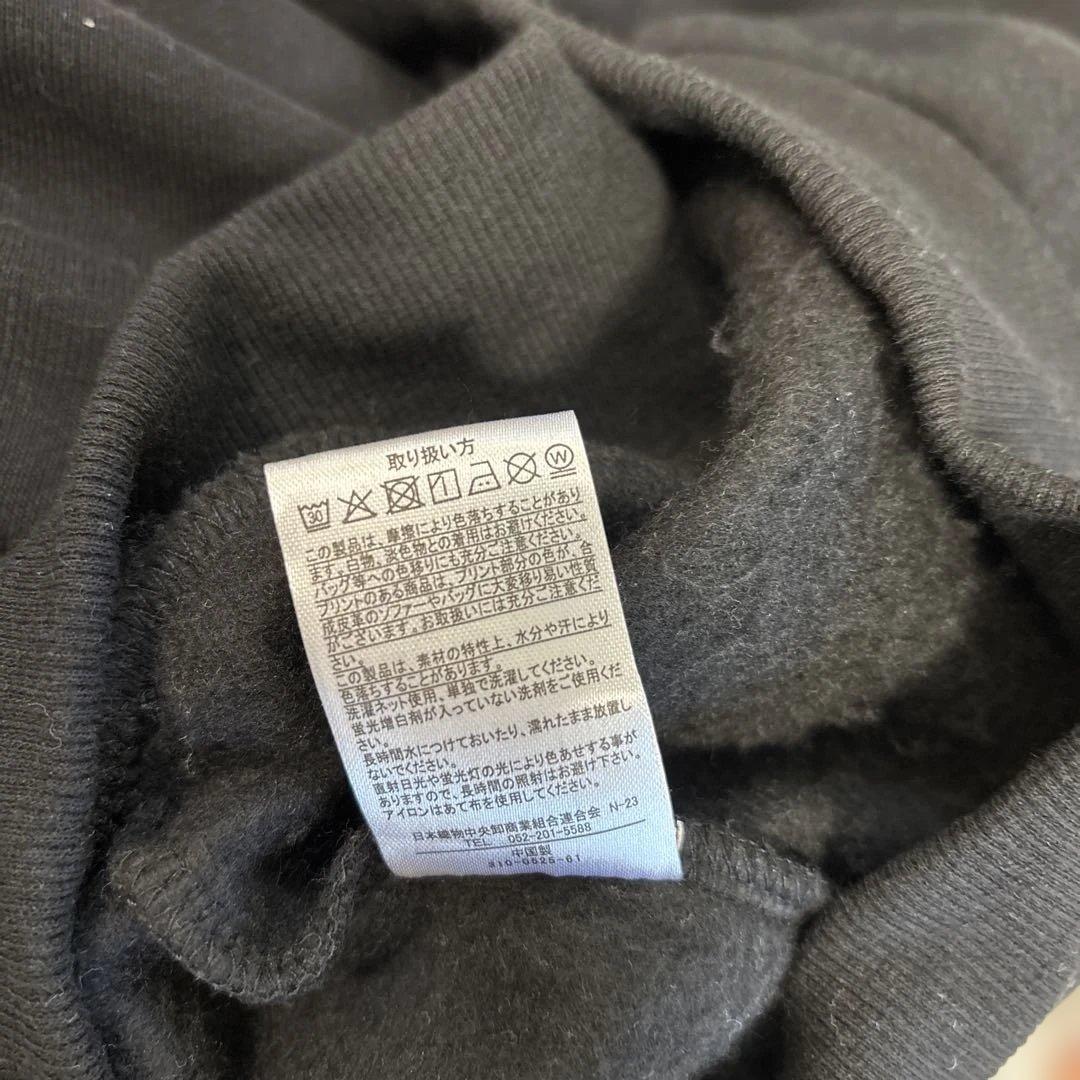 取り扱い方
30 W
この製品は、摩擦により色落ちすることがあり
ます。白物、淡色物との着用はお避けください。
バッグ等への色移りにも充分ご注意ください。
プリントのある商品は、プリント部分の色が、合
成皮革のソファーやバッグに大変移り易い性質
がございます。お取扱いには充分ご注意くだ
さい。
この製品は、素材の特性上、水分や汗により
色落ちすることがあります。
洗濯ネット使用、単独で洗濯してください。
蛍光増白剤が入っていない洗剤をご使用くだ
さい。
長時間水につけておいたり、濡れたまま放置し
ないでください。
直射日光や蛍光灯の光により色あせする事が
ありますので、長時間の照射はお避け下さい。
アイロンはあて布を使用してください。
日本織物中央卸商業組合連合会 N-23
TEL 052-201-5588
中国製
310-0525-61